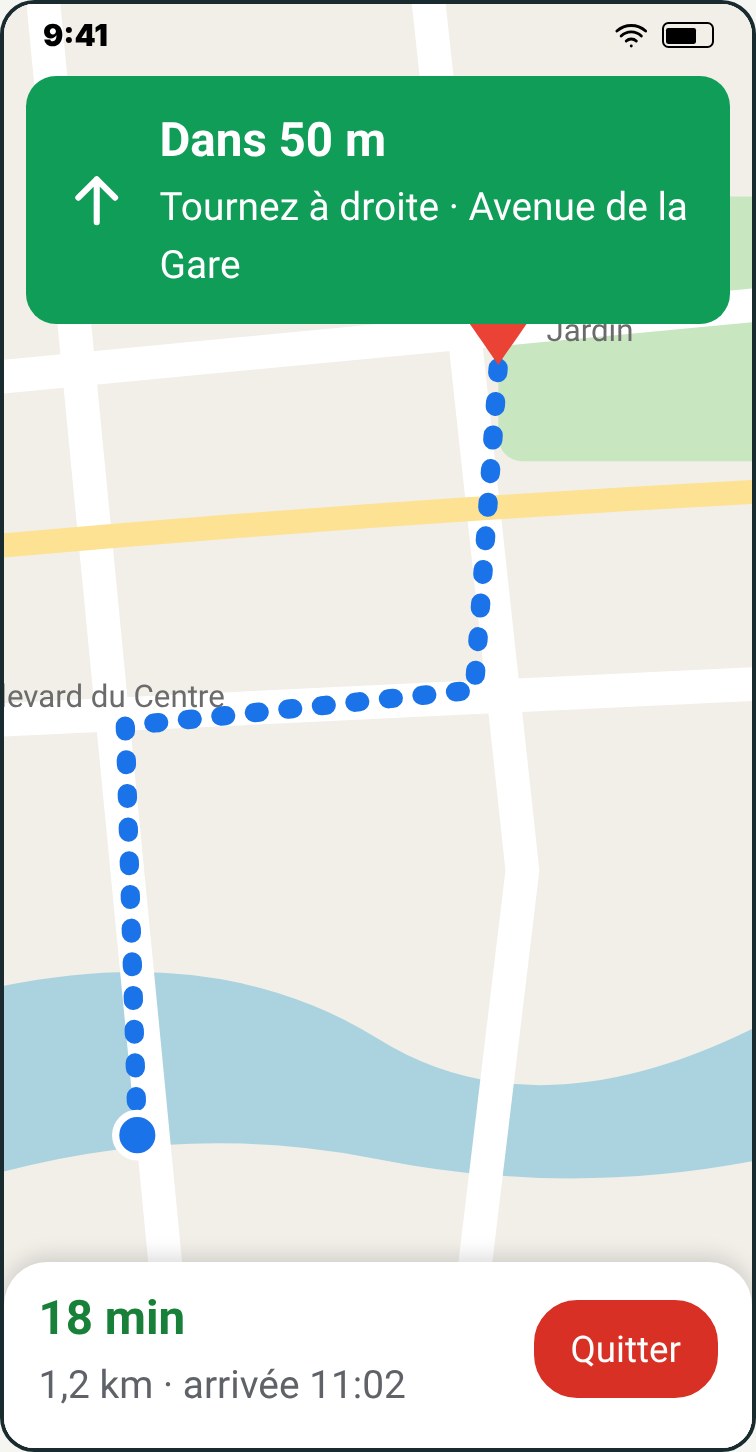 9:41
Dans 50 m
Tournez à droite · Avenue de la
Gare
Jardin
levard du Centre
18 min
1,2 km · arrivée 11:02
Quitter